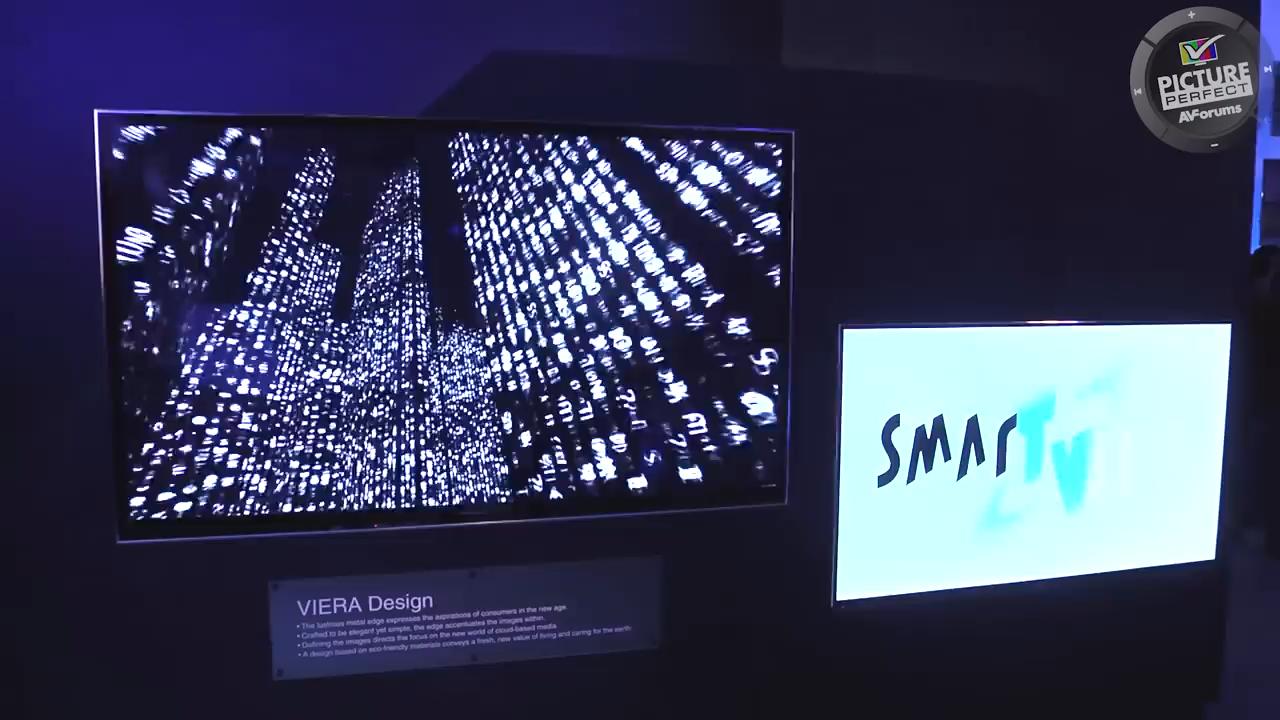 PICTURE
PERFECT
AVForums
SMART
TV
VIERA Design
• The lustrous metal edge expresses the aspirations of consumers in the new age.
• Crafted to be elegant yet simple, the edge accentuates the images within.
• Defining the images directs the focus on the new world of cloud-based media.
• A design based on eco-friendly materials conveys a fresh, new value of living and caring for the earth.